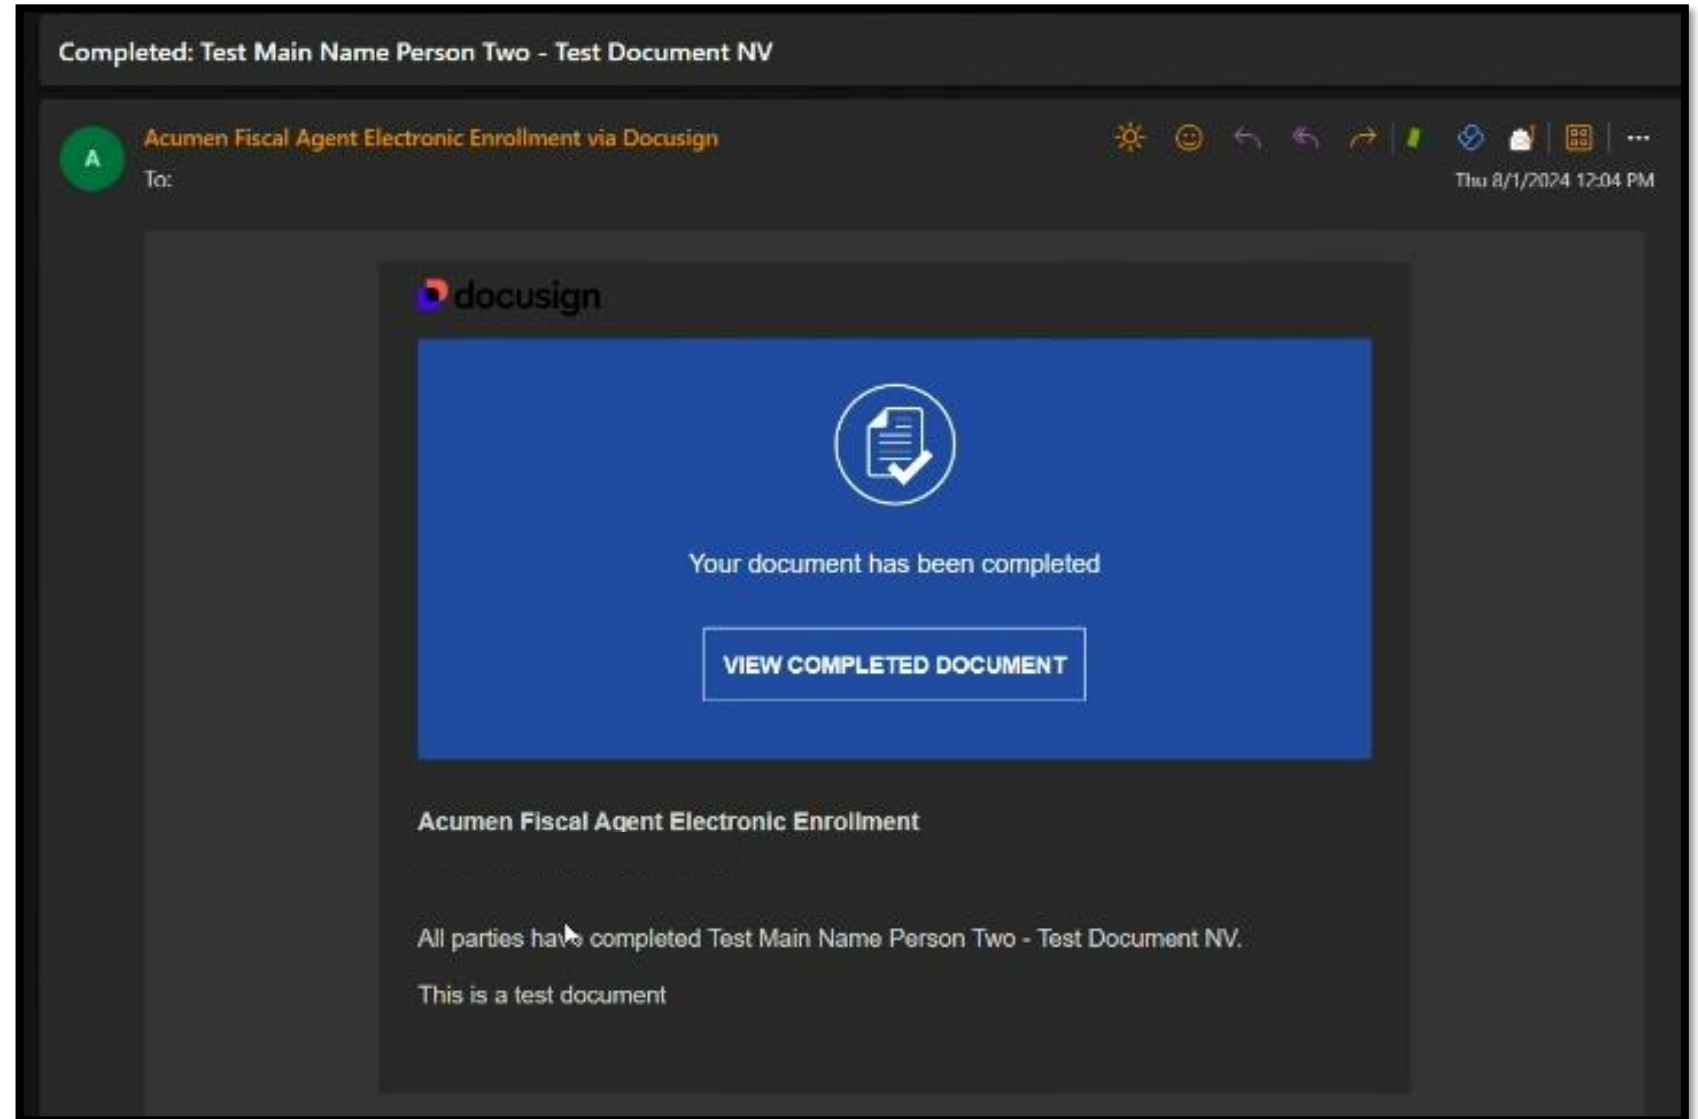 Completed: Test Main Name Person Two - Test Document NV
Acumen Fiscal Agent Electronic Enrollment via Docusign
A
To:
Thu 8/1/2024 12:04 PM
docusign
Your document has been completed
VIEW COMPLETED DOCUMENT
Acumen Fiscal Agent Electronic Enrollment
All parties have completed Test Main Name Person Two - Test Document NV.
This is a test document